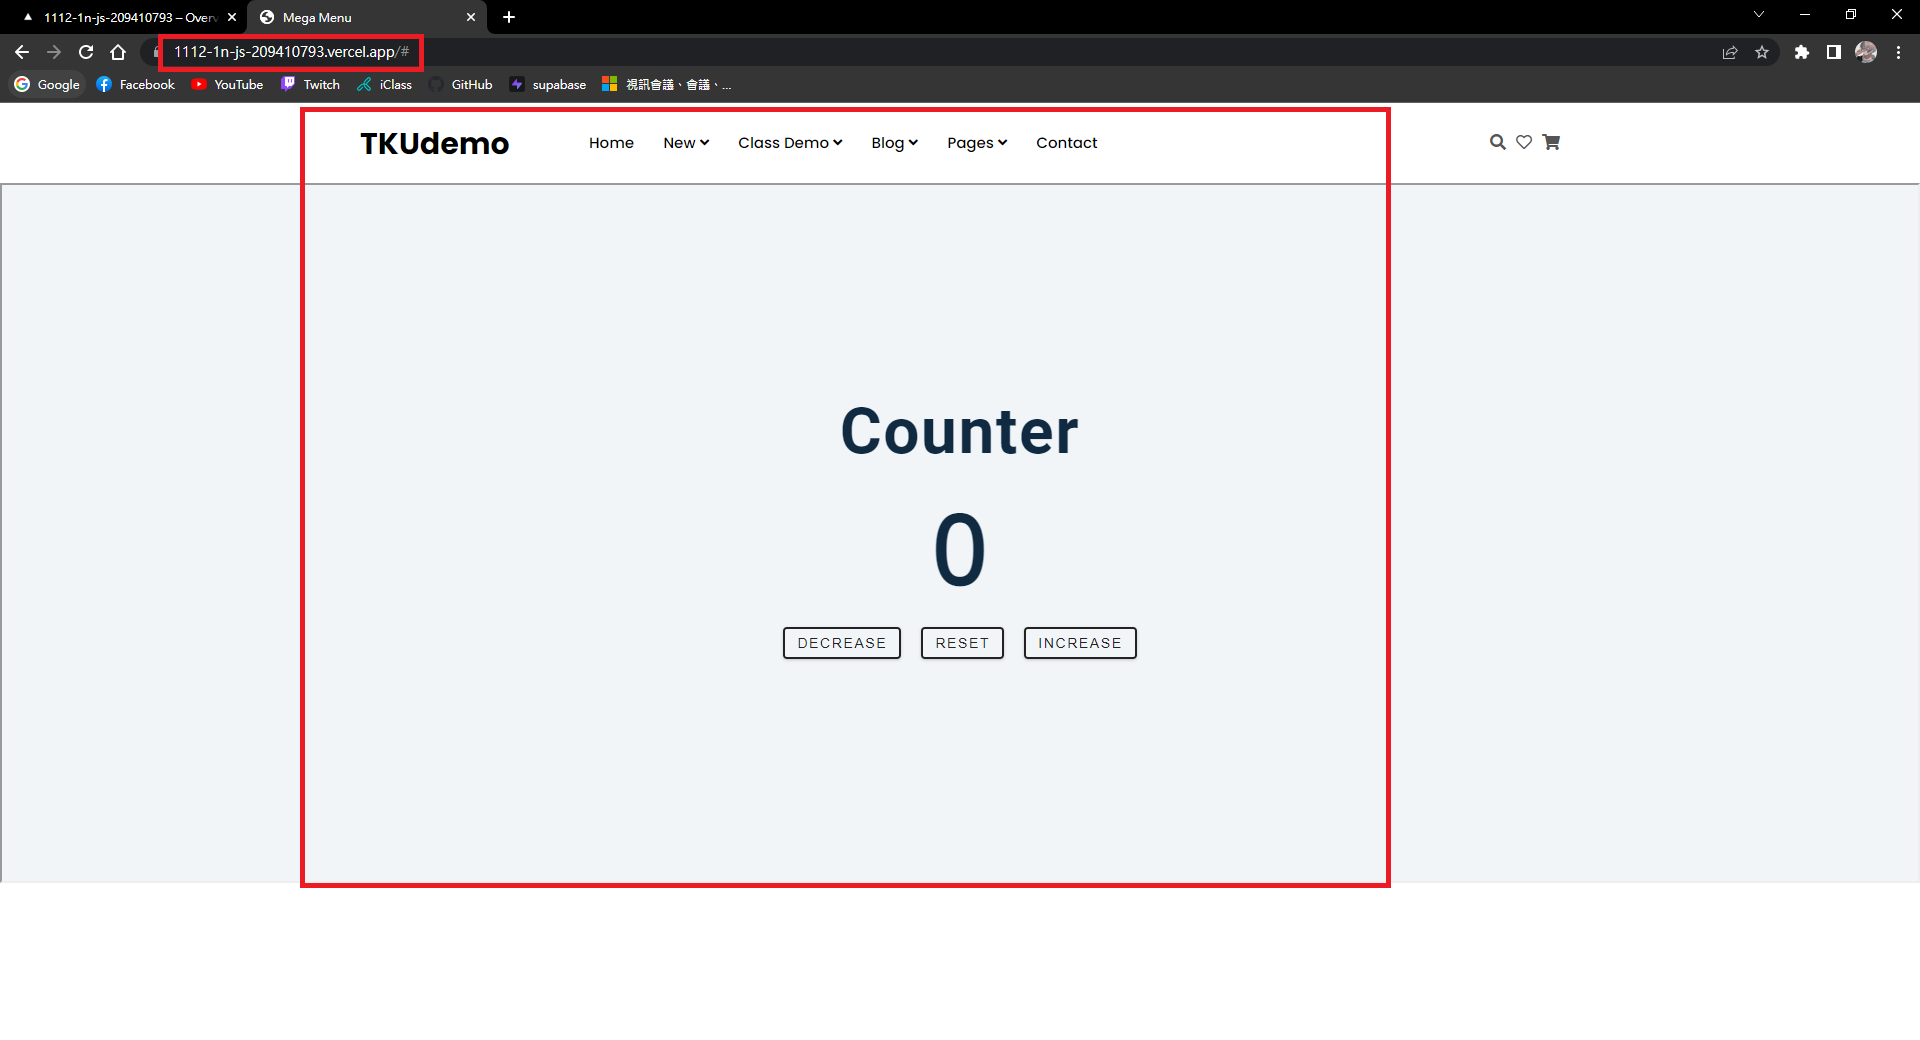 1112-1n-js-209410793 – Overv
Mega Menu
1112-1n-js-209410793.vercel.app/#
Google
Facebook
YouTube
Twitch
iClass
GitHub
supabase
視訊會議、會議、...
TKUdemo
Home
New
Class Demo
Blog
Pages
Contact
Counter
0
DECREASE
RESET
INCREASE